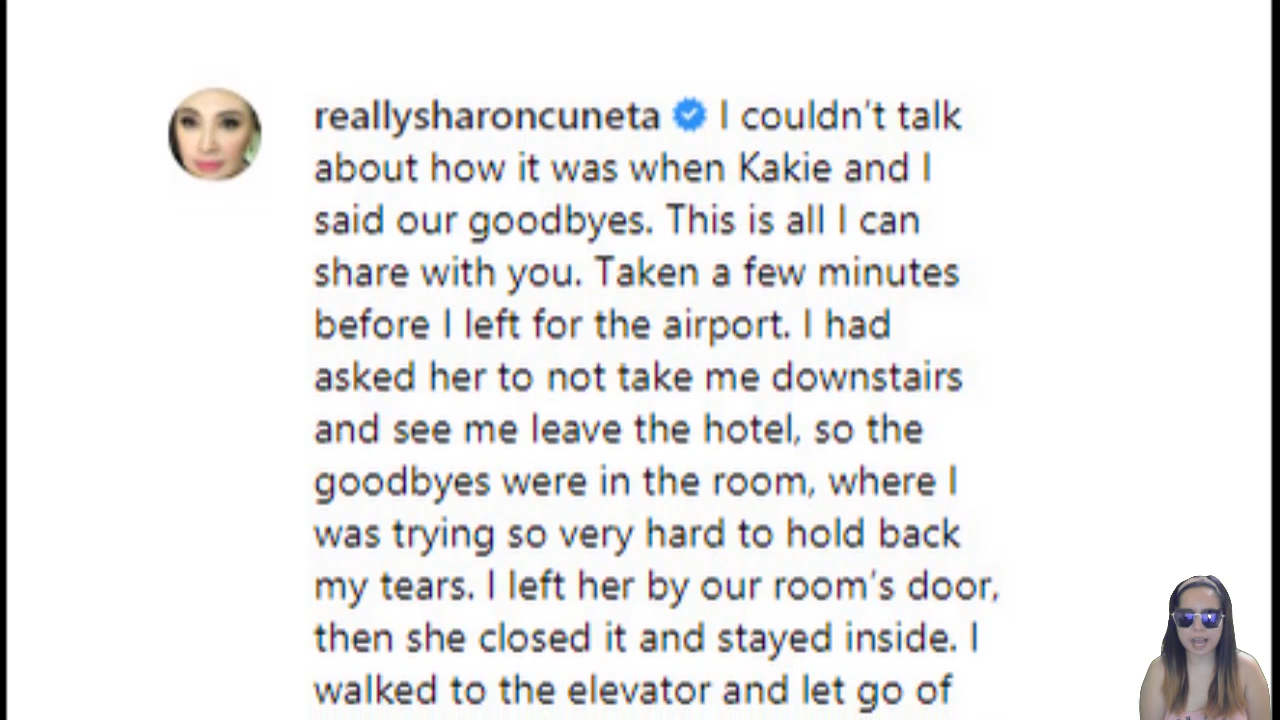 reallysharoncuneta I couldn't talk
about how it was when Kakie and I
said our goodbyes. This is all I can
share with you. Taken a few minutes
before I left for the airport. I had
asked her to not take me downstairs
and see me leave the hotel, so the
goodbyes were in the room, where I
was trying so very hard to hold back
my tears. I left her by our room's door,
then she closed it and stayed inside. I
walked to the elevator and let go of